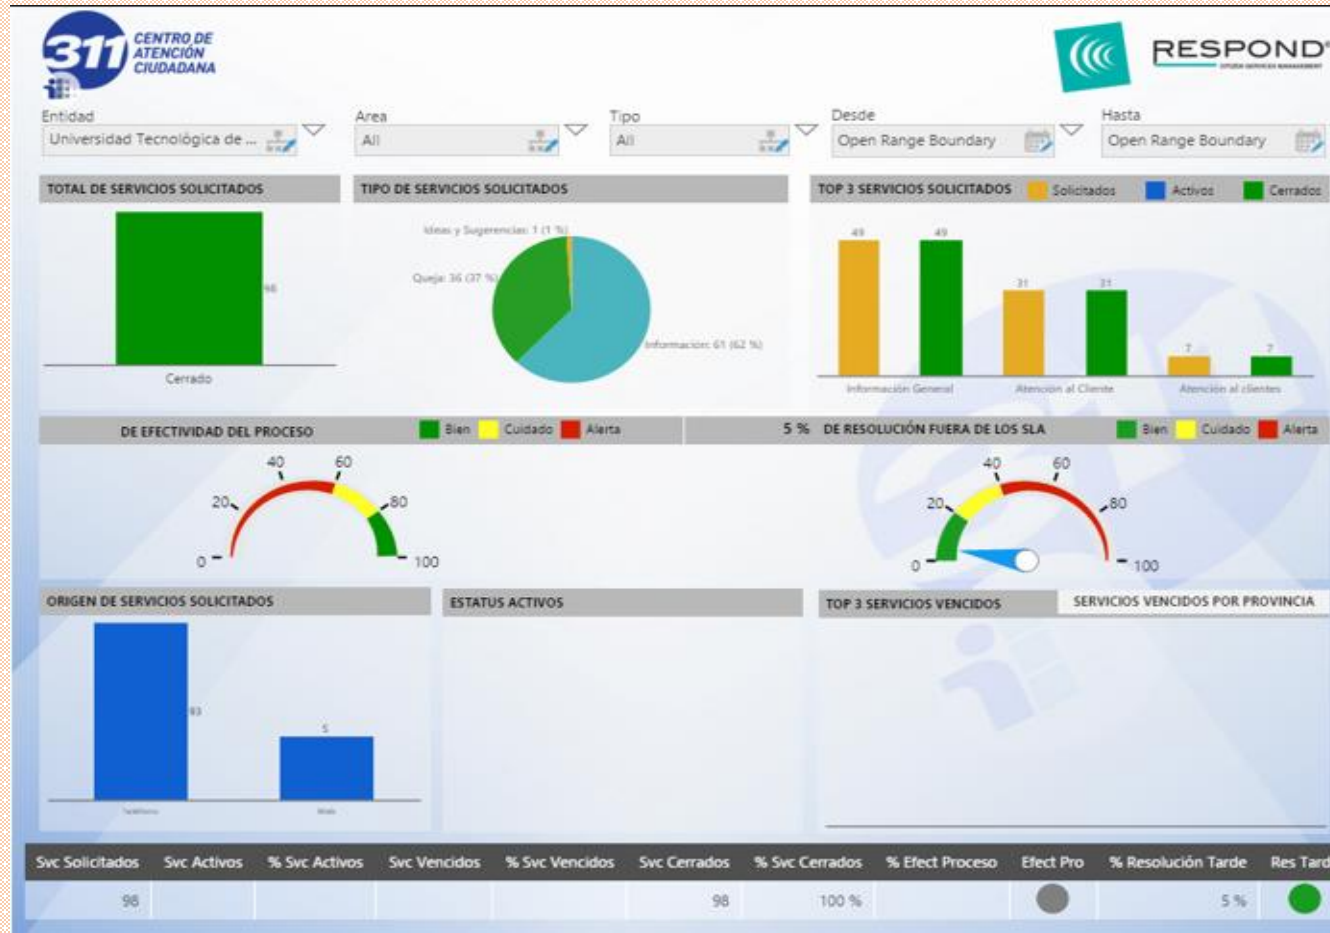 311 CENTRO DE
ATENCIÓN
CIUDADANA
RESPOND
CITIZEN SERVICES MANAGEMENT
Entidad Area Tipo Desde Hasta
Universidad Tecnológica de ... All All Open Range Boundary Open Range Boundary
TOTAL DE SERVICIOS SOLICITADOS
98
Cerrado
TIPO DE SERVICIOS SOLICITADOS
Ideas y Sugerencias: 1 (1 %)
Queja: 36 (37 %)
Información: 61 (62 %)
TOP 3 SERVICIOS SOLICITADOS Solicitados Activos Cerrados
49 49
31 31
7 7
Información General Atención al Cliente Atención al clientes
DE EFECTIVIDAD DEL PROCESO Bien Cuidado Alerta
0 20 40 60 80 100
5 % DE RESOLUCIÓN FUERA DE LOS SLA Bien Cuidado Alerta
0 20 40 60 80 100
ORIGEN DE SERVICIOS SOLICITADOS
93
5
Web
ESTATUS ACTIVOS
TOP 3 SERVICIOS VENCIDOS SERVICIOS VENCIDOS POR PROVINCIA
Svc Solicitados Svc Activos % Svc Activos Svc Vencidos % Svc Vencidos Svc Cerrados % Svc Cerrados % Efect Proceso Efect Pro % Resolución Tarde Res Tard
98 98 100 % 5 %